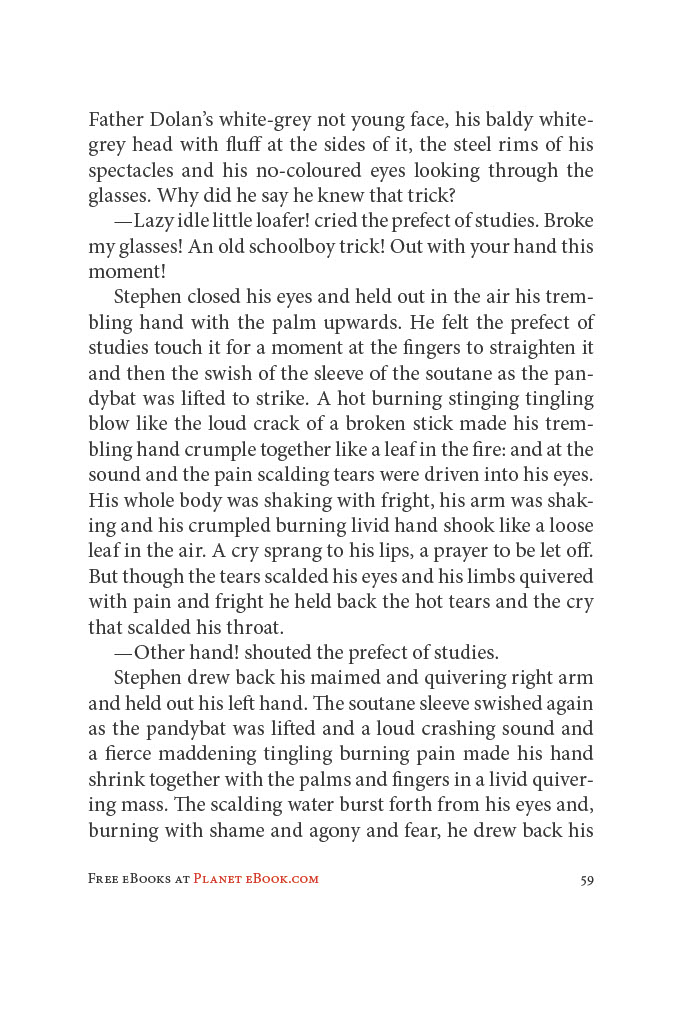 Father Dolan’s white-grey not young face, his baldy white-
grey head with fluff at the sides of it, the steel rims of his
spectacles and his no-coloured eyes looking through the
glasses. Why did he say he knew that trick?
—Lazy idle little loafer! cried the prefect of studies. Broke
my glasses! An old schoolboy trick! Out with your hand this
moment!
Stephen closed his eyes and held out in the air his trem-
bling hand with the palm upwards. He felt the prefect of
studies touch it for a moment at the fingers to straighten it
and then the swish of the sleeve of the soutane as the pan-
dybat was lifted to strike. A hot burning stinging tingling
blow like the loud crack of a broken stick made his trem-
bling hand crumple together like a leaf in the fire: and at the
sound and the pain scalding tears were driven into his eyes.
His whole body was shaking with fright, his arm was shak-
ing and his crumpled burning livid hand shook like a loose
leaf in the air. A cry sprang to his lips, a prayer to be let off.
But though the tears scalded his eyes and his limbs quivered
with pain and fright he held back the hot tears and the cry
that scalded his throat.
—Other hand! shouted the prefect of studies.
Stephen drew back his maimed and quivering right arm
and held out his left hand. The soutane sleeve swished again
as the pandybat was lifted and a loud crashing sound and
a fierce maddening tingling burning pain made his hand
shrink together with the palms and fingers in a livid quiver-
ing mass. The scalding water burst forth from his eyes and,
burning with shame and agony and fear, he drew back his
Free eBooks at Planet eBook.com
59